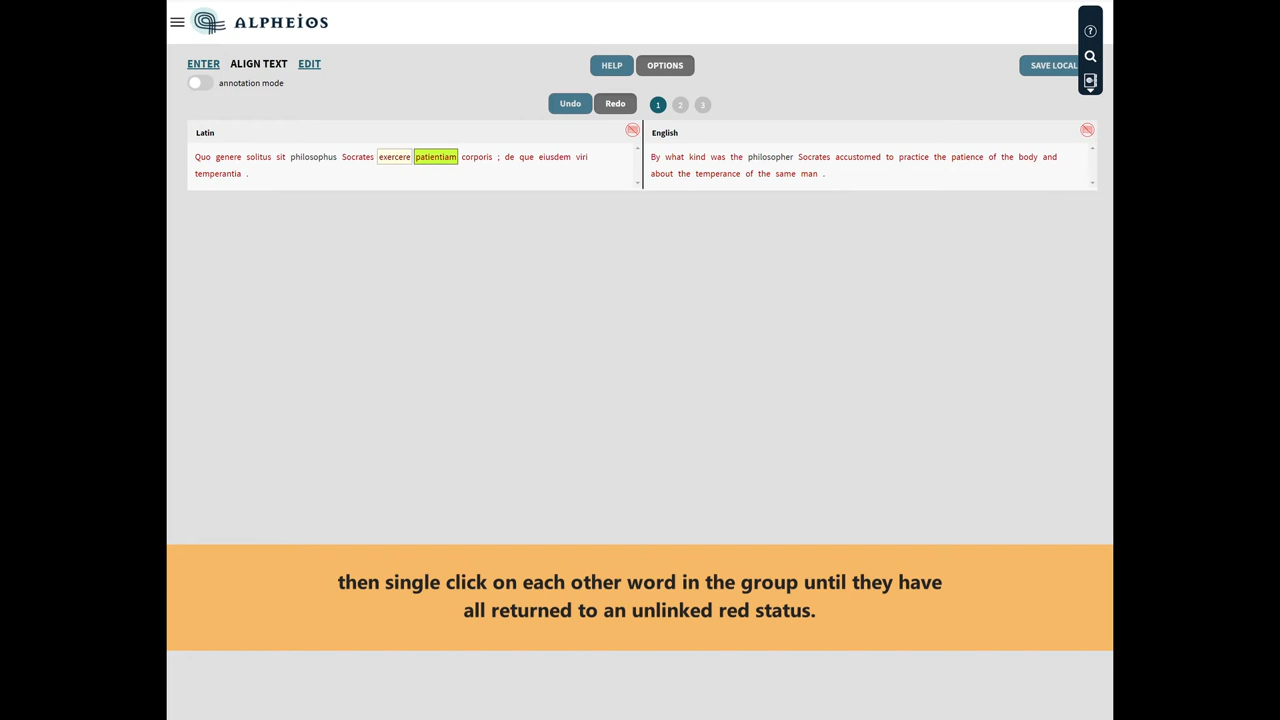 ALPHEIOS
ENTER ALIGN TEXT EDIT
HELP OPTIONS
SAVE LOCAL
annotation mode
Undo Redo 1 2 3
Latin
Quo genere solitus sit philosophus Socrates exercere patientiam corporis ; de que eiusdem viri
temperantia .
English
By what kind was the philosopher Socrates accustomed to practice the patience of the body and
about the temperance of the same man .
then single click on each other word in the group until they have
all returned to an unlinked red status.